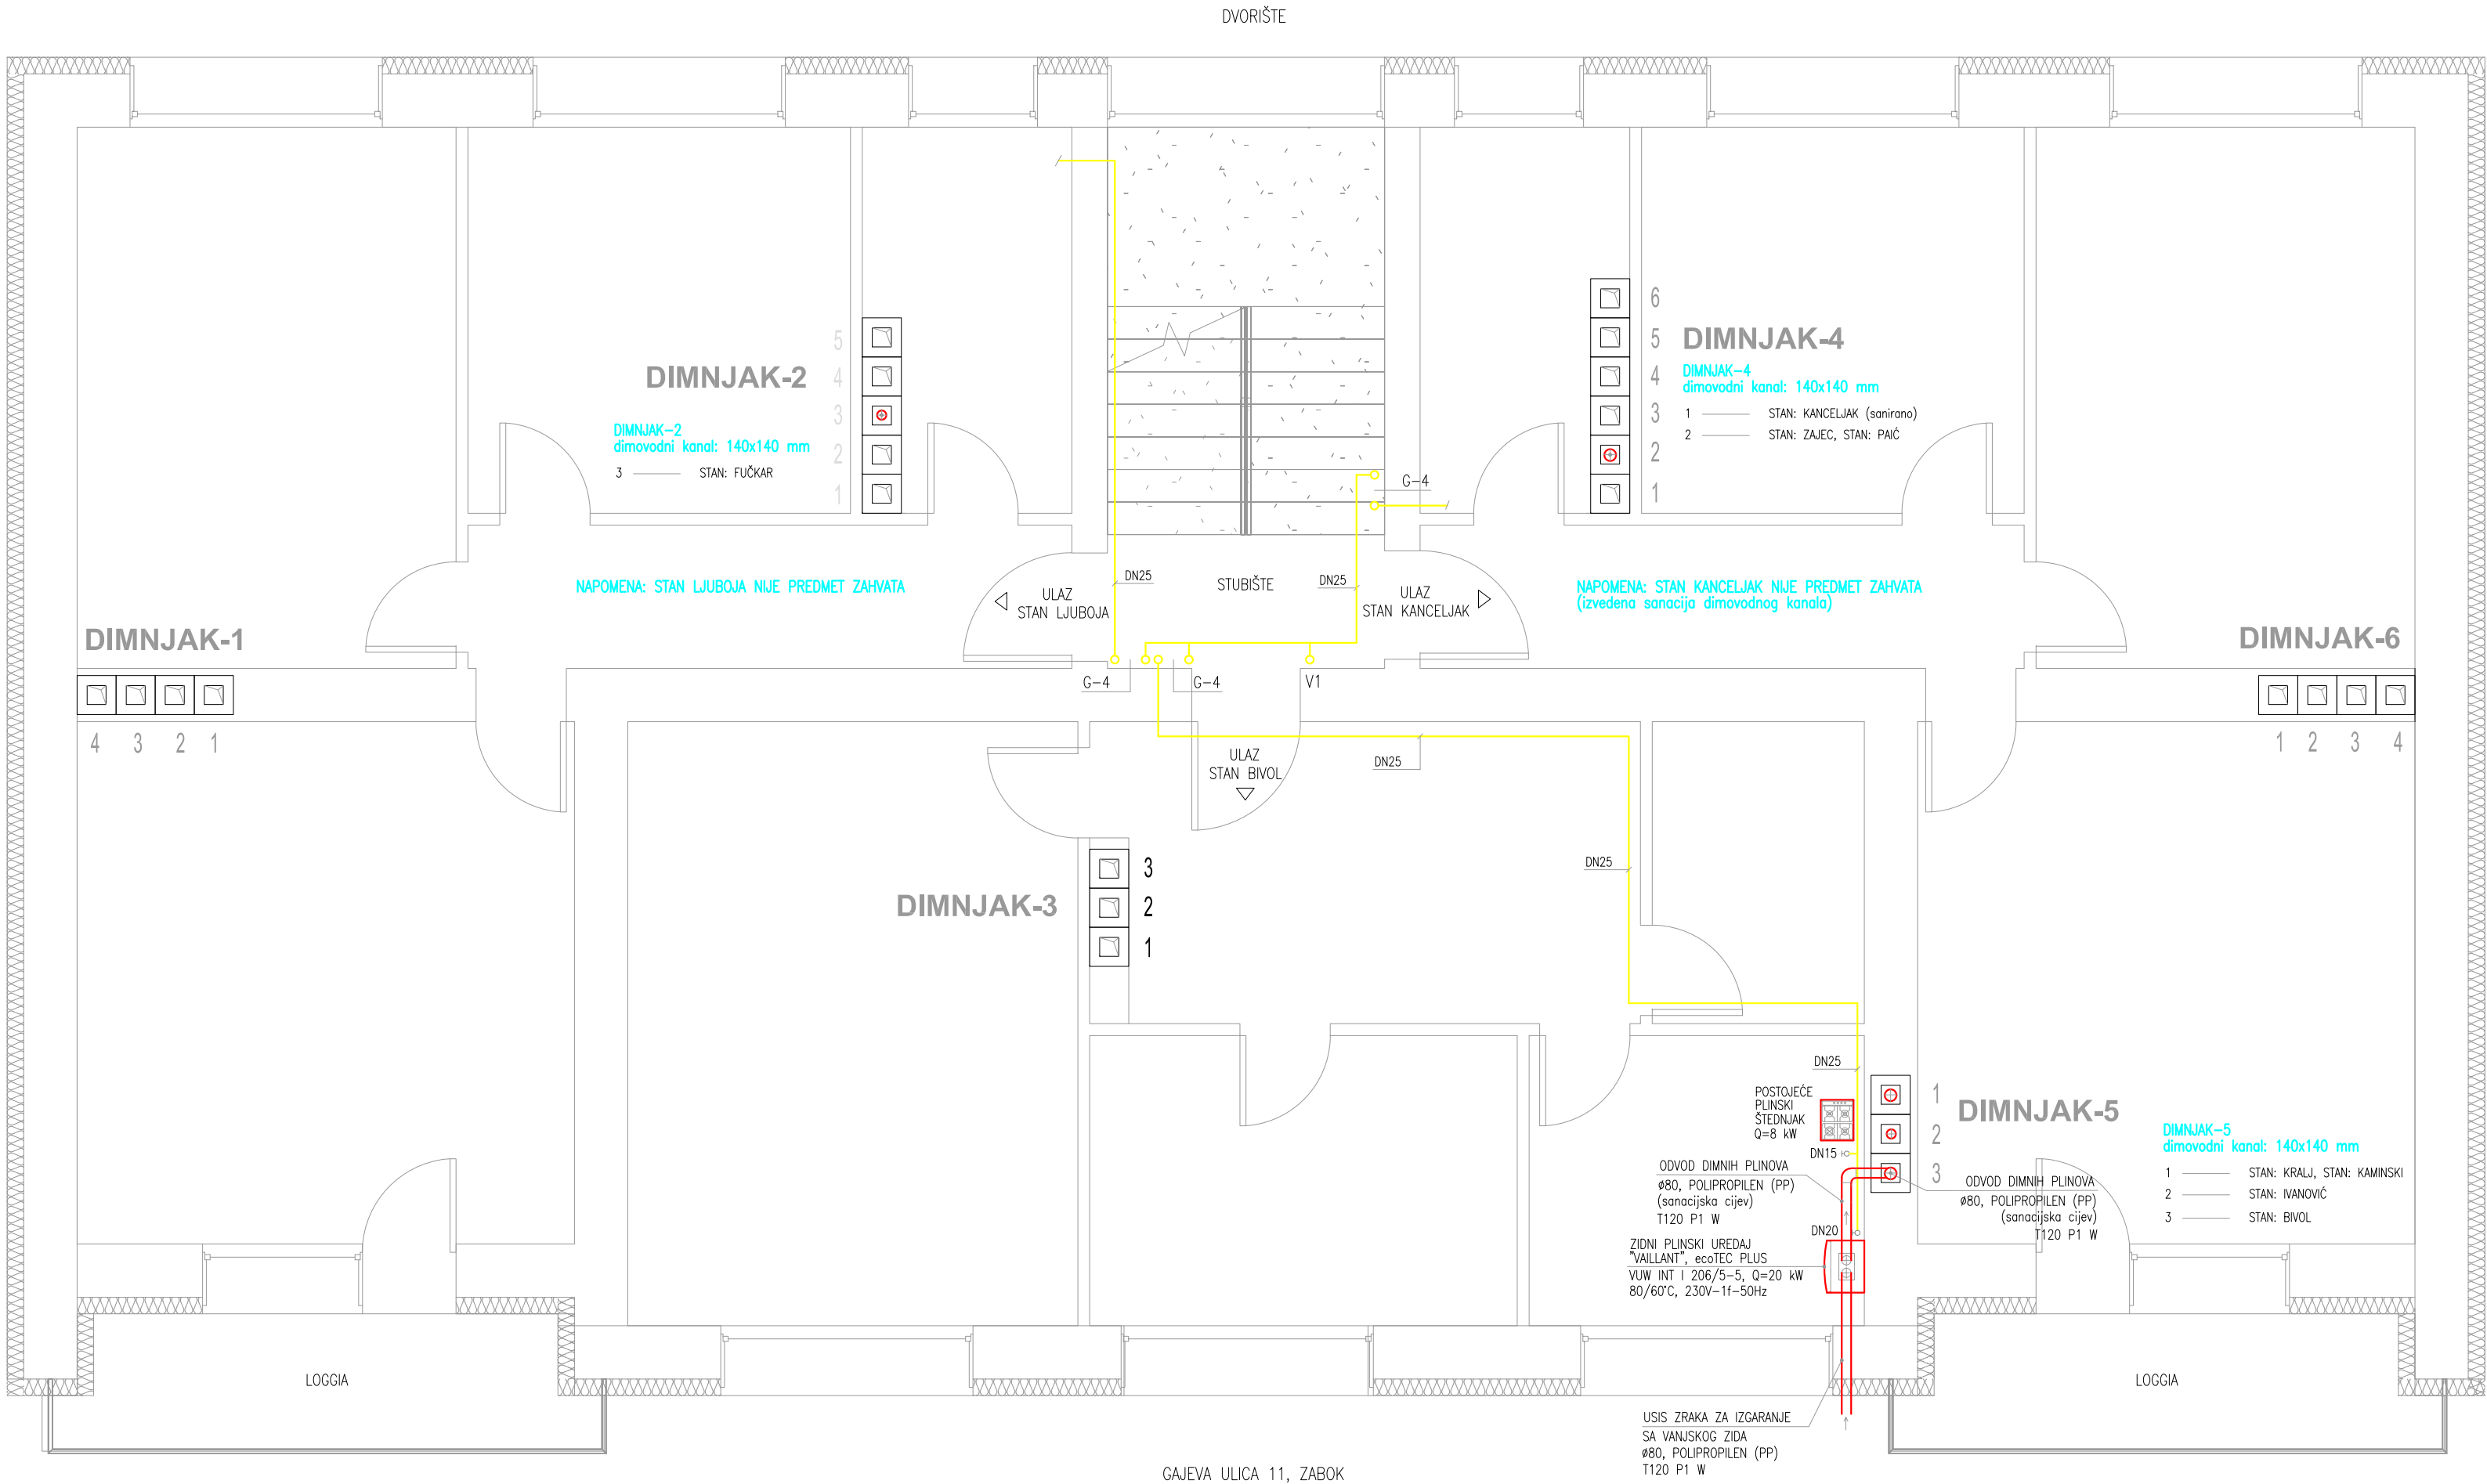 DVORIŠTE
DIMNJAK-2
DIMNJAK-2
dimovodni kanal: 140x140 mm
3 STAN: FUČKAR
5
4
3
2
1
6
5
4
3
2
1
DIMNJAK-4
DIMNJAK-4
dimovodni kanal: 140x140 mm
1 STAN: KANCELJAK (sanirano)
2 STAN: ZAJEC, STAN: PAIĆ
G-4
NAPOMENA: STAN LJUBOJA NIJE PREDMET ZAHVATA
ULAZ
STAN LJUBOJA
DN25
STUBIŠTE
DN25
ULAZ
STAN KANCELJAK
NAPOMENA: STAN KANCELJAK NIJE PREDMET ZAHVATA
(izvedena sanacija dimovodnog kanala)
DIMNJAK-1
4 3 2 1
G-4
G-4
V1
DIMNJAK-6
1 2 3 4
ULAZ
STAN BIVOL
DN25
DN25
DIMNJAK-3
3
2
1
DN25
POSTOJEĆE
PLINSKI
ŠTEDNJAK
Q=8 kW
DN15
1
2
3
DIMNJAK-5
DIMNJAK-5
dimovodni kanal: 140x140 mm
1 STAN: KRALJ, STAN: KAMINSKI
2 STAN: IVANOVIĆ
3 STAN: BIVOL
ODVOD DIMNIH PLINOVA
ø80, POLIPROPILEN (PP)
(sanacijska cijev)
T120 P1 W
ODVOD DIMNIH PLINOVA
ø80, POLIPROPILEN (PP)
(sanacijska cijev)
T120 P1 W
DN20
ZIDNI PLINSKI UREĐAJ
"VAILLANT", ecoTEC PLUS
VUW INT I 206/5-5, Q=20 kW
80/60°C, 230V-1f-50Hz
LOGGIA
LOGGIA
USIS ZRAKA ZA IZGARANJE
SA VANJSKOG ZIDA
ø80, POLIPROPILEN (PP)
T120 P1 W
GAJEVA ULICA 11, ZABOK